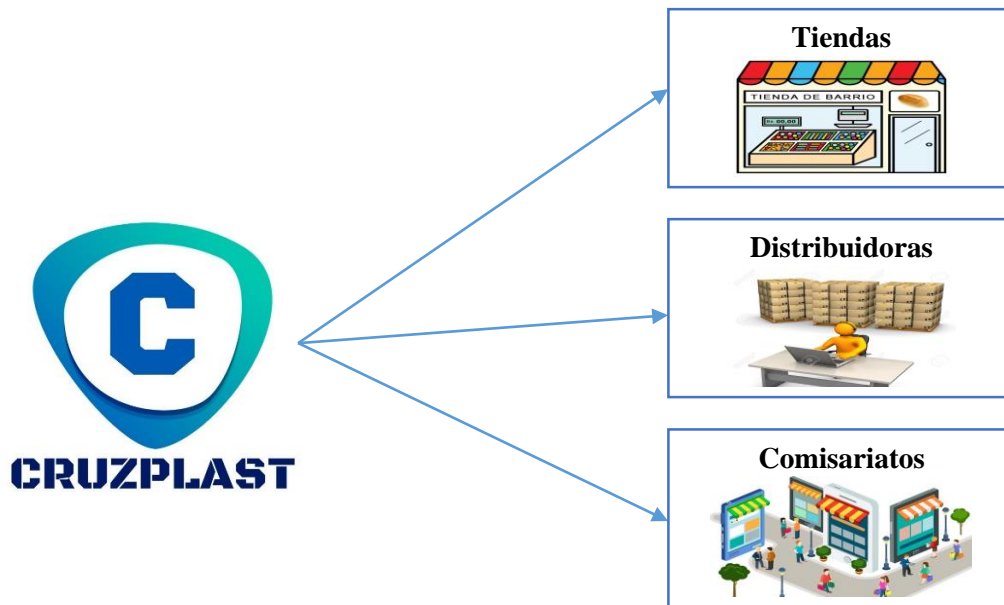 Tiendas
TIENDA DE BARRIO
Distribuidoras
C
CRUZPLAST
Comisariatos